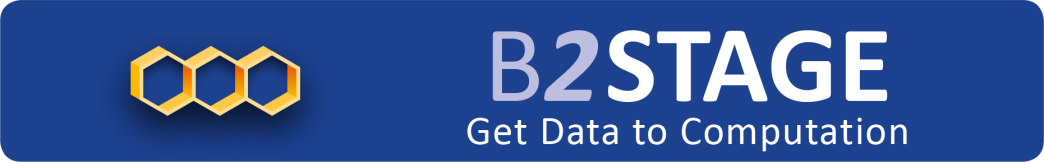 B2STAGE
Get Data to Computation